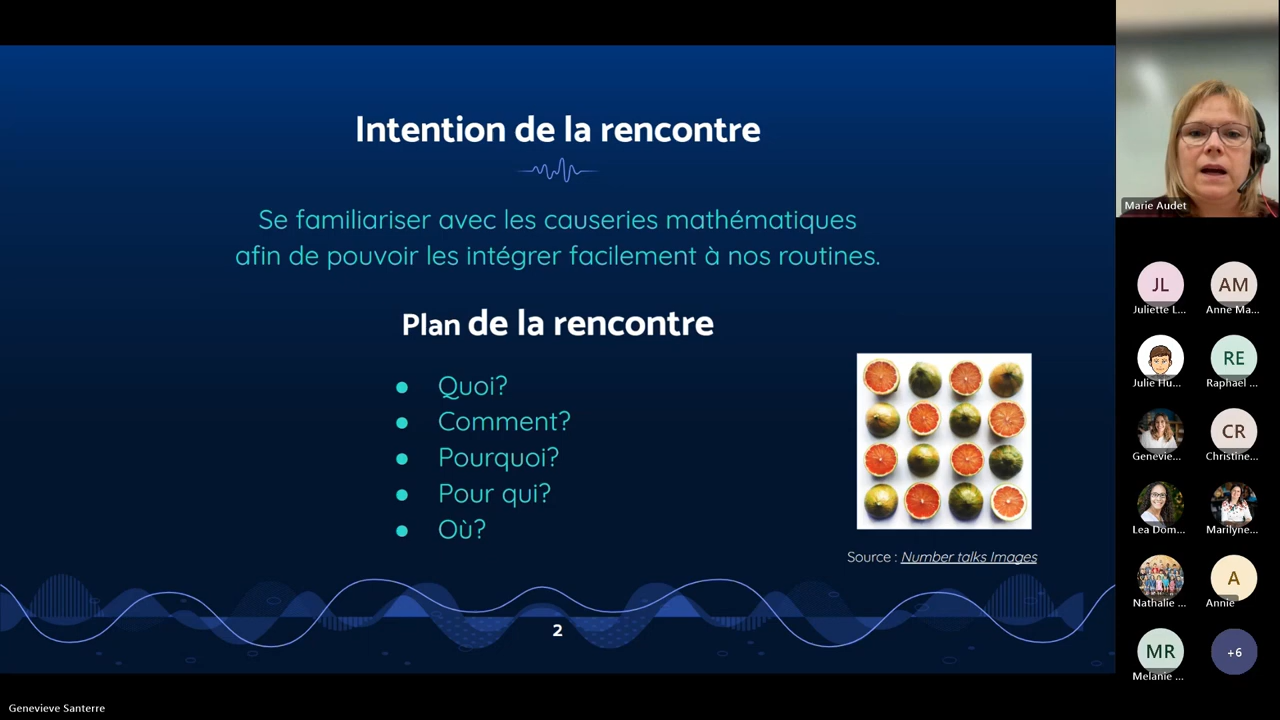 Intention de la rencontre
Se familiariser avec les causeries mathématiques
afin de pouvoir les intégrer facilement à nos routines.
Plan de la rencontre
● Quoi?
● Comment?
● Pourquoi?
● Pour qui?
● Où?
Source : Number talks Images
2
Genevieve Santerre
Marie Audet
JL
Juliette L...
AM
Anne Ma...
Julie Hu...
RE
Raphael ...
Genevie...
CR
Christine...
Lea Dom...
Marilyne...
Nathalie ...
A
Annie
MR
Melanie ...
+6